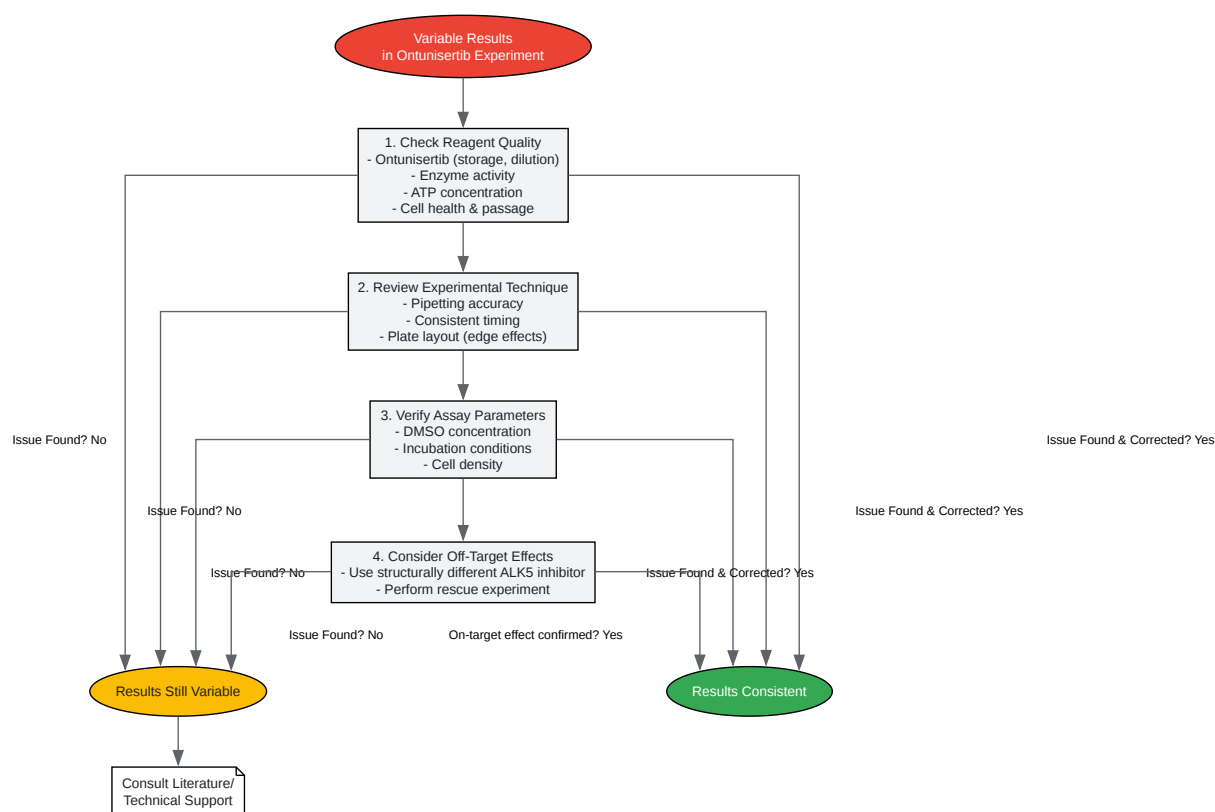 Variable Results
in Ontunisertib Experiment
1. Check Reagent Quality
- Ontunisertib (storage, dilution)
- Enzyme activity
- ATP concentration
- Cell health & passage
2. Review Experimental Technique
- Pipetting accuracy
- Consistent timing
- Plate layout (edge effects)
3. Verify Assay Parameters
- DMSO concentration
- Incubation conditions
- Cell density
Issue Found? No
Issue Found & Corrected? Yes
Issue Found? No
Issue Found & Corrected? Yes
4. Consider Off-Target Effects
- Use structurally different ALK5 inhibitor
- Perform rescue experiment
Issue Found? No
Issue Found & Corrected? Yes
Issue Found? No
On-target effect confirmed? Yes
Results Still Variable
Results Consistent
Consult Literature/
Technical Support